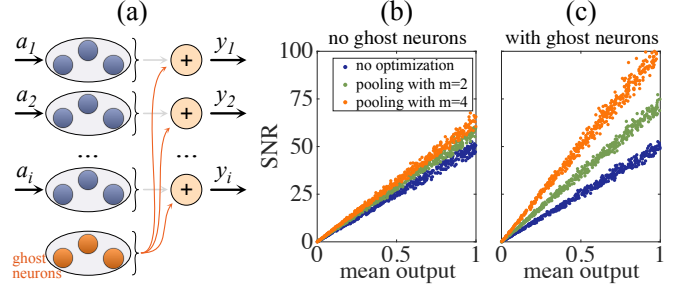 (a)
a1
y1
+
a2
y2
+
...
...
ai
yi
+
ghost
neurons
(b)
no ghost neurons
100
75
50
25
0
SNR
no optimization
pooling with m=2
pooling with m=4
0
0.5
1
mean output
(c)
with ghost neurons
0
0.5
1
mean output